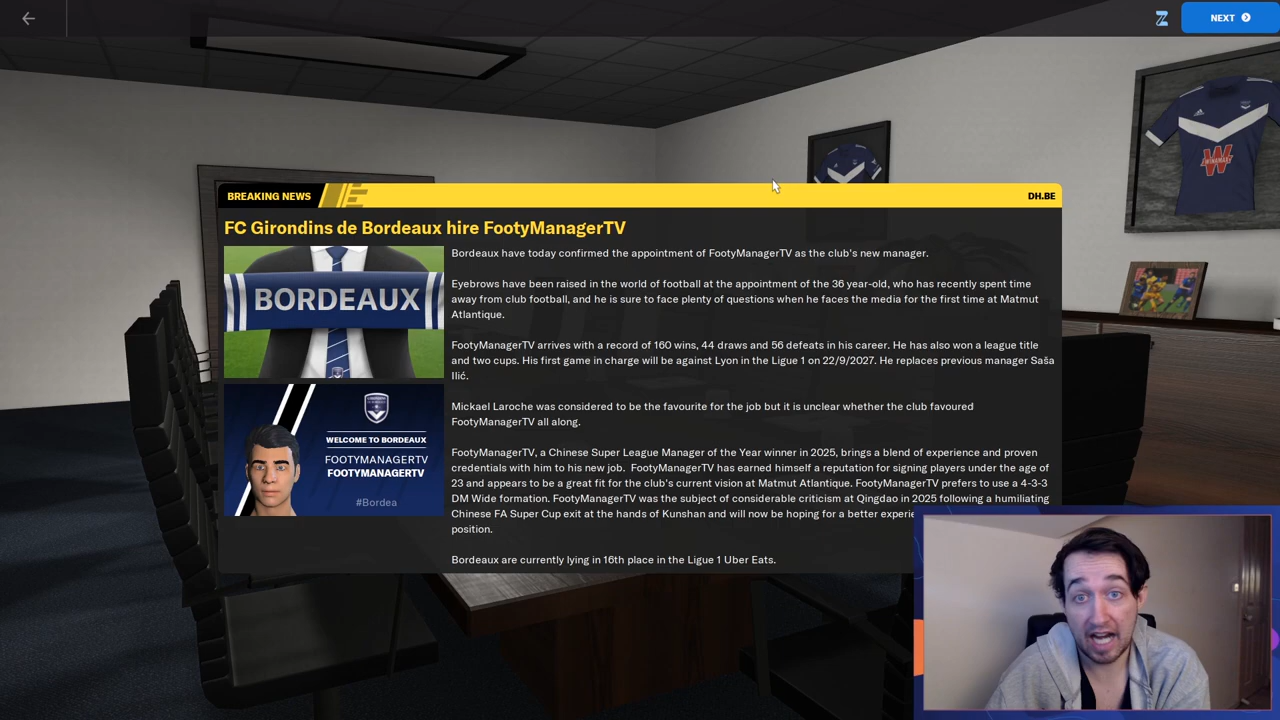 NEXT
BREAKING NEWS
DH.BE
FC Girondins de Bordeaux hire FootyManagerTV
BORDEAUX
WELCOME TO BORDEAUX
FOOTYMANAGERTV
FOOTYMANAGERTV
#Bordea
Bordeaux have today confirmed the appointment of FootyManagerTV as the club's new manager.
Eyebrows have been raised in the world of football at the appointment of the 36 year-old, who has recently spent time
away from club football, and he is sure to face plenty of questions when he faces the media for the first time at Matmut
Atlantique.
FootyManagerTV arrives with a record of 160 wins, 44 draws and 56 defeats in his career. He has also won a league title
and two cups. His first game in charge will be against Lyon in the Ligue 1 on 22/9/2027. He replaces previous manager Saša
Ilić.
Mickael Laroche was considered to be the favourite for the job but it is unclear whether the club favoured
FootyManagerTV all along.
FootyManagerTV, a Chinese Super League Manager of the Year winner in 2025, brings a blend of experience and proven
credentials with him to his new job. FootyManagerTV has earned himself a reputation for signing players under the age of
23 and appears to be a great fit for the club's current vision at Matmut Atlantique. FootyManagerTV prefers to use a 4-3-3
DM Wide formation. FootyManagerTV was the subject of considerable criticism at Qingdao in 2025 following a humiliating
Chinese FA Super Cup exit at the hands of Kunshan and will now be hoping for a better experie
position.
Bordeaux are currently lying in 16th place in the Ligue 1 Uber Eats.
W
WINAMAX